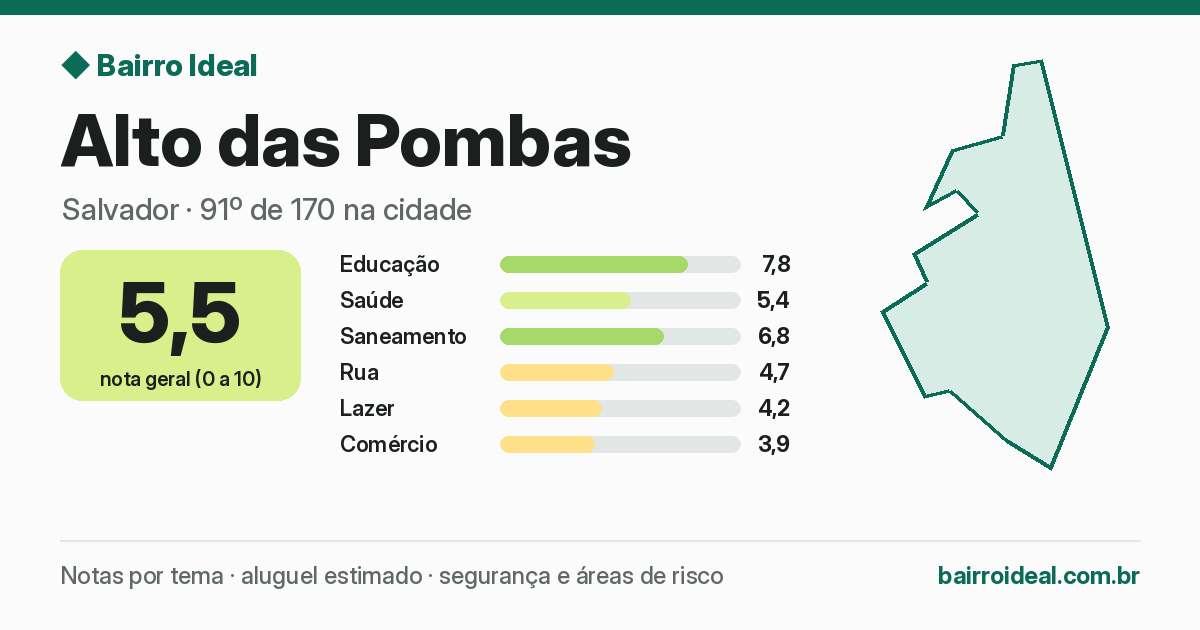 Bairro Ideal
Alto das Pombas
Salvador · 91º de 170 na cidade
5,5
nota geral (0 a 10)
Educação 7,8
Saúde 5,4
Saneamento 6,8
Rua 4,7
Lazer 4,2
Comércio 3,9
Notas por tema · aluguel estimado · segurança e áreas de risco
bairroideal.com.br